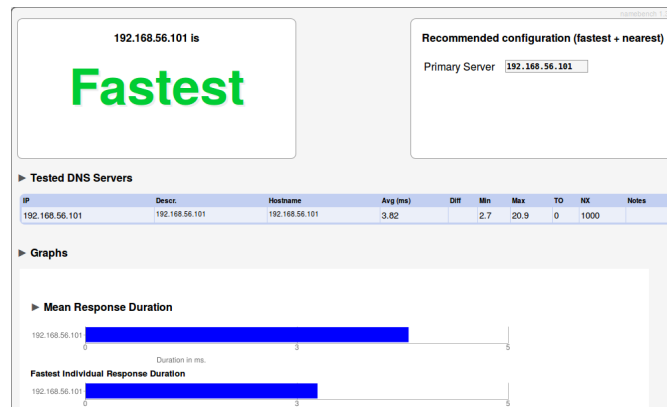 namebench 1.2
192.168.56.101 is
Fastest
Recommended configuration (fastest + nearest)
Primary Server 192.168.56.101
Tested DNS Servers
IP Descr. Hostname Avg (ms) Diff Min Max TO NX Notes
192.168.56.101 192.168.56.101 192.168.56.101 3.82 2.7 20.9 0 1000
Graphs
Mean Response Duration
192.168.56.101
0 3 5
Duration in ms.
Fastest Individual Response Duration
192.168.56.101
0 3 5